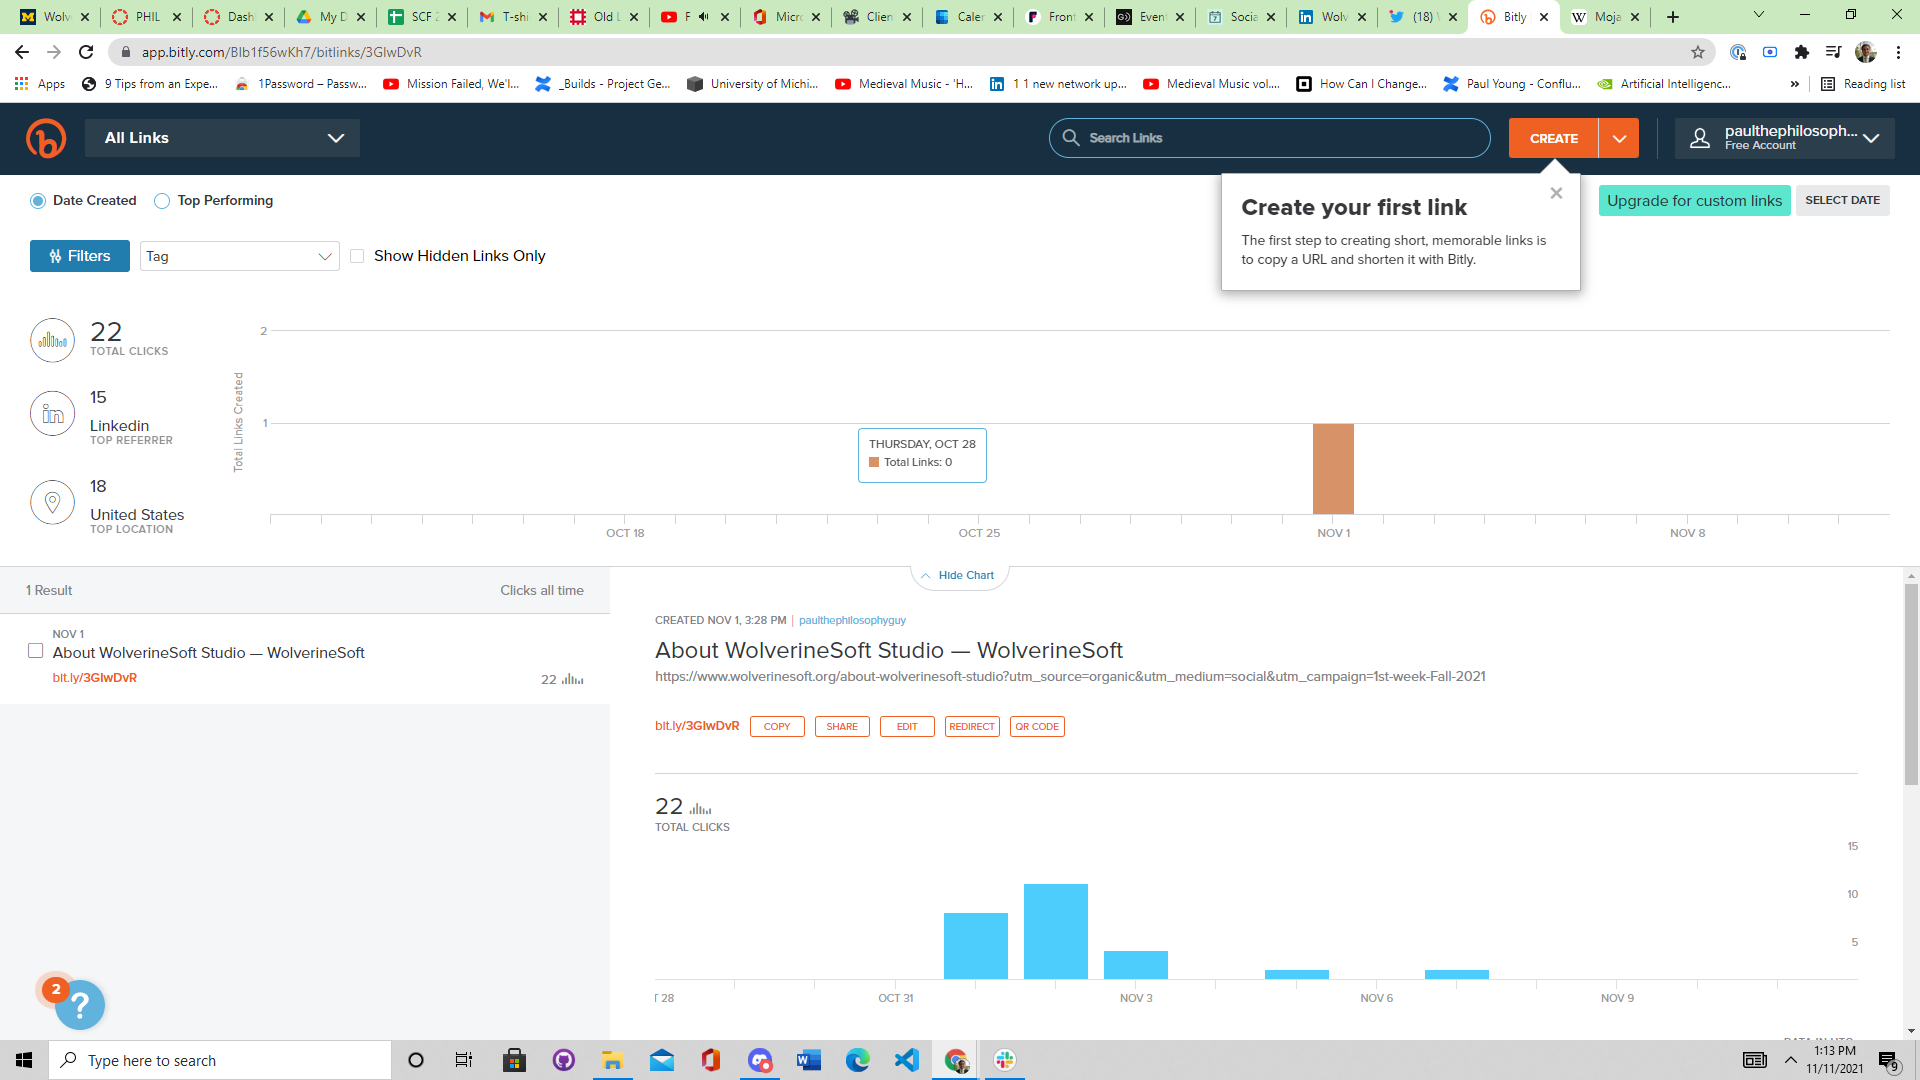 Wolv
PHIL
Dashl
My D
SCF 2
T-shi
Old L
F
Micro
Clien
Caler
Front
Event
Socia
Wolv
(18) 
Bitly
Moja
app.bitly.com/Blb1f56wKh7/bitlinks/3GlwDvR
Apps
9 Tips from an Expe...
1Password – Passw...
Mission Failed, We'l...
_Builds - Project Ge...
University of Michi...
Medieval Music - 'H...
1 1 new network up...
Medieval Music vol....
How Can I Change...
Paul Young - Conflu...
Artificial Intelligenc...
»
Reading list
All Links
Search Links
CREATE
paulthephilosoph...
Free Account
Date Created
Top Performing
Create your first link
The first step to creating short, memorable links is
to copy a URL and shorten it with Bitly.
Upgrade for custom links
SELECT DATE
Filters
Tag
Show Hidden Links Only
22
TOTAL CLICKS
15
Linkedin
TOP REFERRER
18
United States
TOP LOCATION
Total Links Created
2
1
THURSDAY, OCT 28
Total Links: 0
OCT 18
OCT 25
NOV 1
NOV 8
Hide Chart
1 Result
Clicks all time
NOV 1
About WolverineSoft Studio — WolverineSoft
bit.ly/3GlwDvR
22
CREATED NOV 1, 3:28 PM | paulthephilosophyguy
About WolverineSoft Studio — WolverineSoft
https://www.wolverinesoft.org/about-wolverinesoft-studio?utm_source=organic&utm_medium=social&utm_campaign=1st-week-Fall-2021
bit.ly/3GlwDvR
COPY
SHARE
EDIT
REDIRECT
QR CODE
22
TOTAL CLICKS
15
10
5
T 28
OCT 31
NOV 3
NOV 6
NOV 9
2
?
Type here to search
1:13 PM
11/11/2021
9